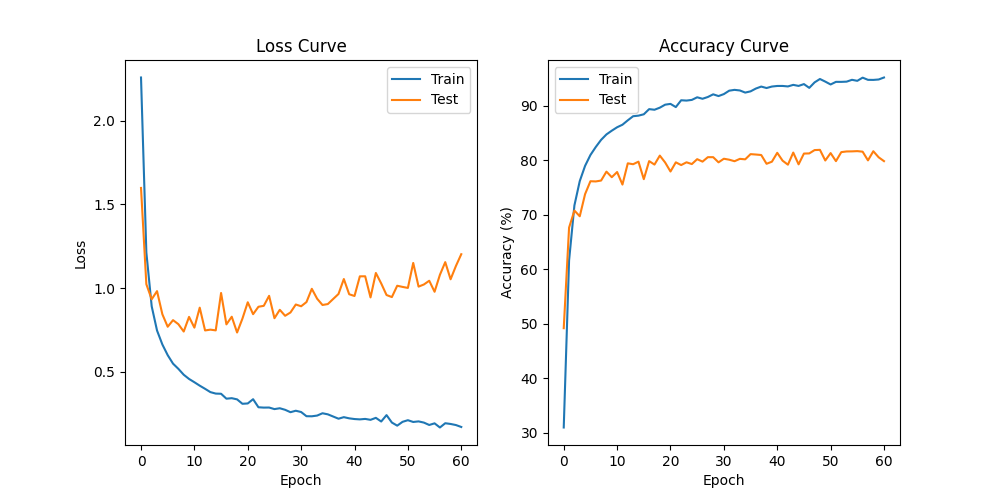 Loss Curve
Train
Test
2.0
1.5
1.0
0.5
Loss
0 10 20 30 40 50 60
Epoch
Accuracy Curve
Train
Test
90
80
70
60
50
40
30
Accuracy (%)
0 10 20 30 40 50 60
Epoch